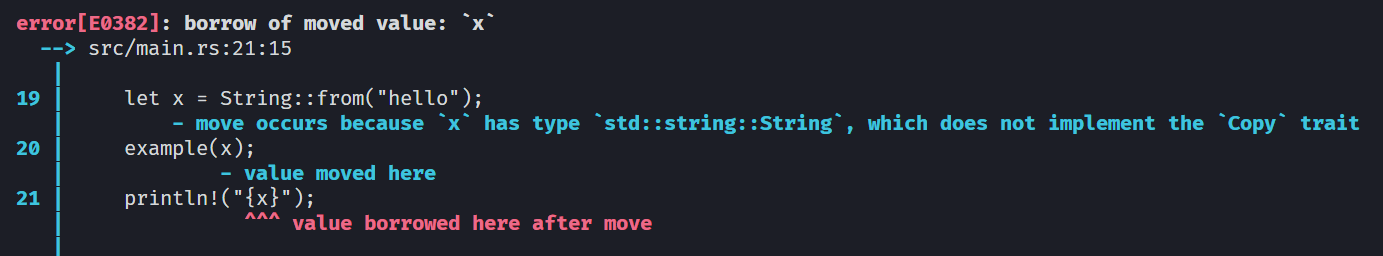 error[E0382]: borrow of moved value: `x`
  --> src/main.rs:21:15
   |
19 |     let x = String::from("hello");
   |         - move occurs because `x` has type `std::string::String`, which does not implement the `Copy` trait
20 |     example(x);
   |             - value moved here
21 |     println!("{x}");
   |               ^^^ value borrowed here after move
   |